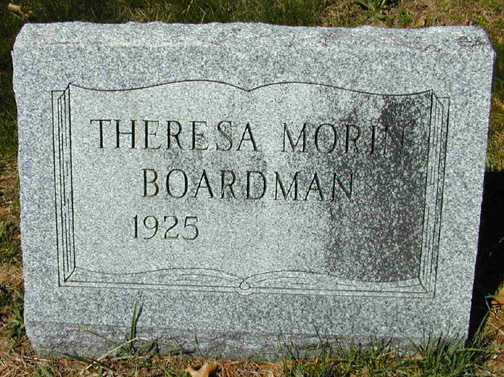 THERESA MORIN
BOARDMAN
1925